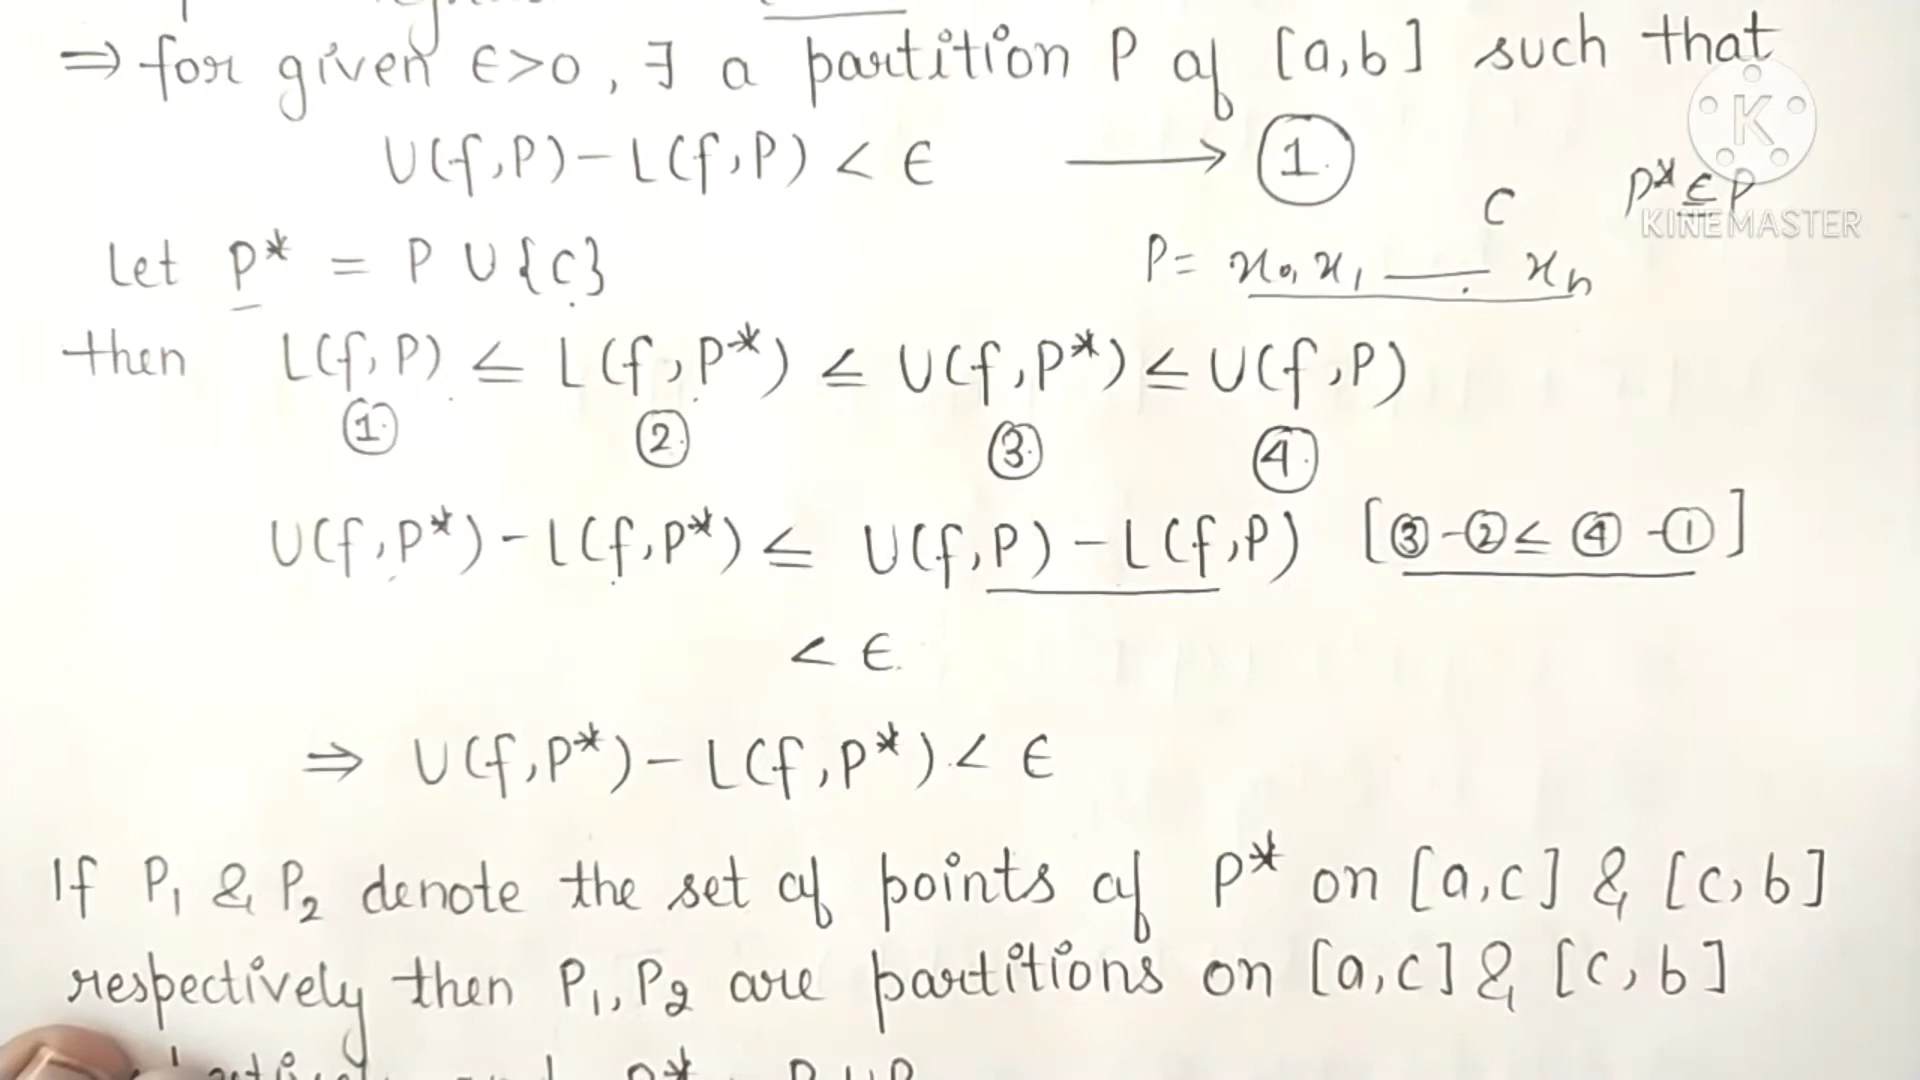 ⇒ for given ε>0, ∃ a partition P of [a,b] such that
U(f,P)-L(f,P) < ε ⟶ ①
K
KINEMASTER
C P* ⊆ P
Let P* = P ∪ {c}
P= x₀, x₁ —— xₙ
then L(f,P) ≤ L(f,P*) ≤ U(f,P*) ≤ U(f,P)
① ② ③ ④
U(f,P*)-L(f,P*) ≤ U(f,P)-L(f,P) [③-②≤ ④-①]
< ε
⇒ U(f,P*)-L(f,P*) < ε
If P₁ & P₂ denote the set of points of P* on [a,c] & [c,b]
respectively then P₁, P₂ are partitions on [a,c] & [c,b]